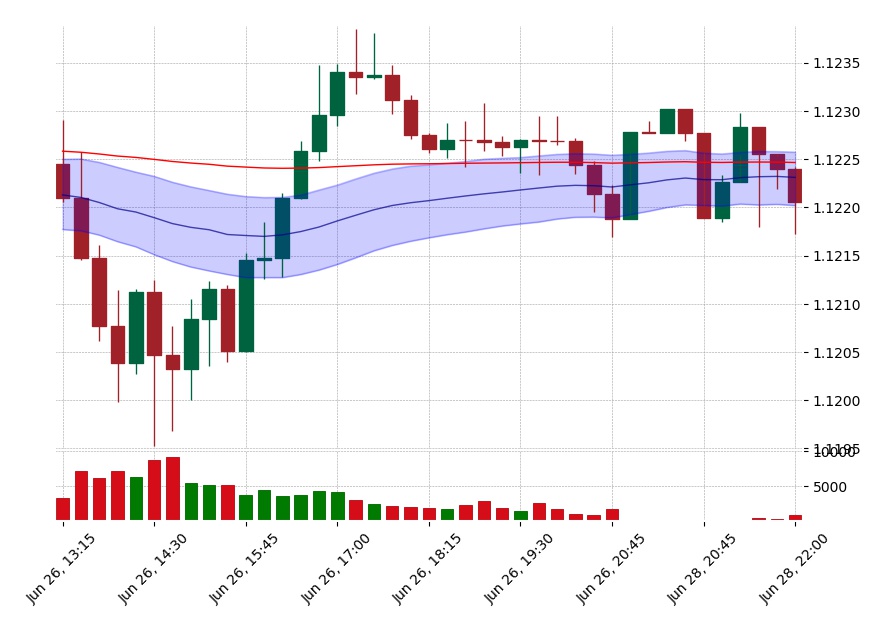 1.1235
1.1230
1.1225
1.1220
1.1215
1.1210
1.1205
1.1200
1.1195
10000
5000
Jun 26, 13:15
Jun 26, 14:30
Jun 26, 15:45
Jun 26, 17:00
Jun 26, 18:15
Jun 26, 19:30
Jun 26, 20:45
Jun 28, 20:45
Jun 28, 22:00